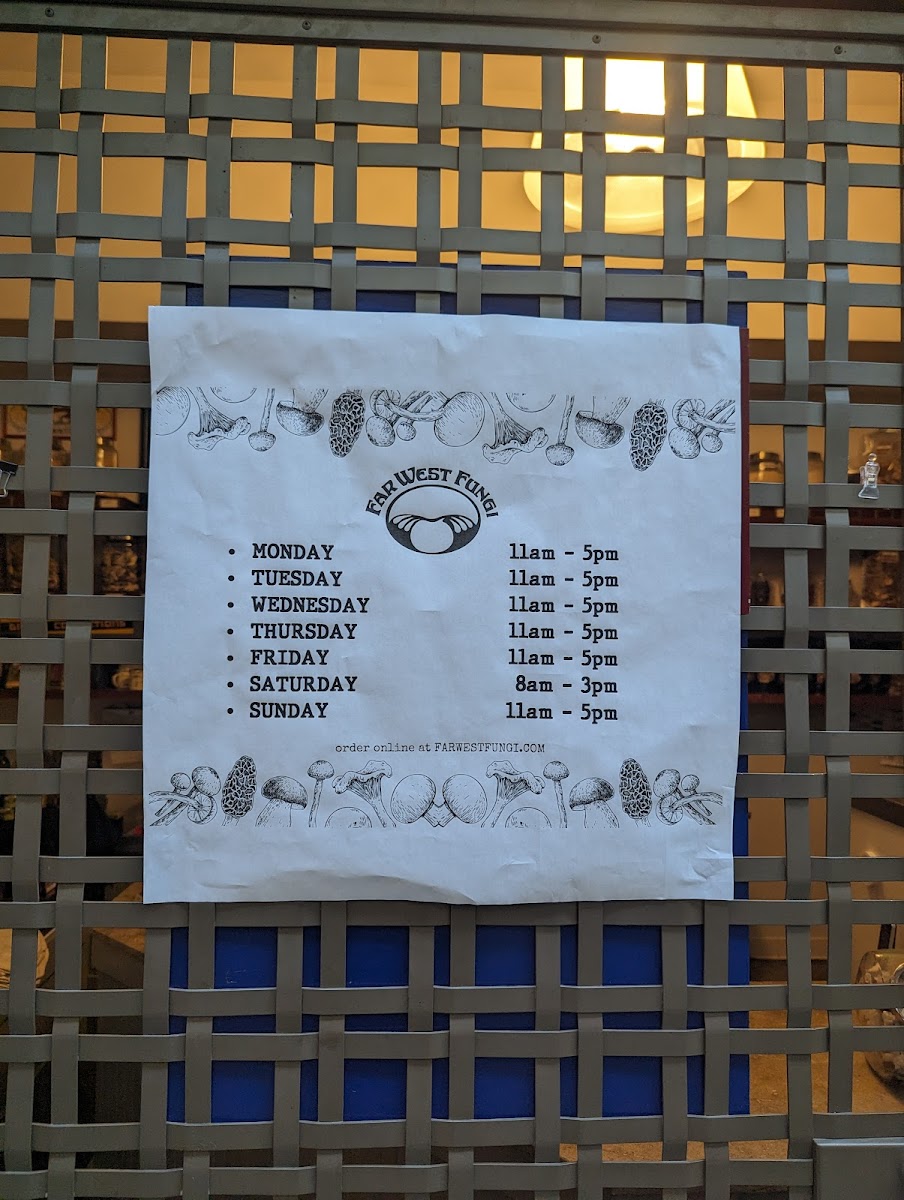 FAR WEST FUNGI
• MONDAY 11am - 5pm
• TUESDAY 11am - 5pm
• WEDNESDAY 11am - 5pm
• THURSDAY 11am - 5pm
• FRIDAY 11am - 5pm
• SATURDAY 8am - 3pm
• SUNDAY 11am - 5pm
order online at FARWESTFUNGI.COM